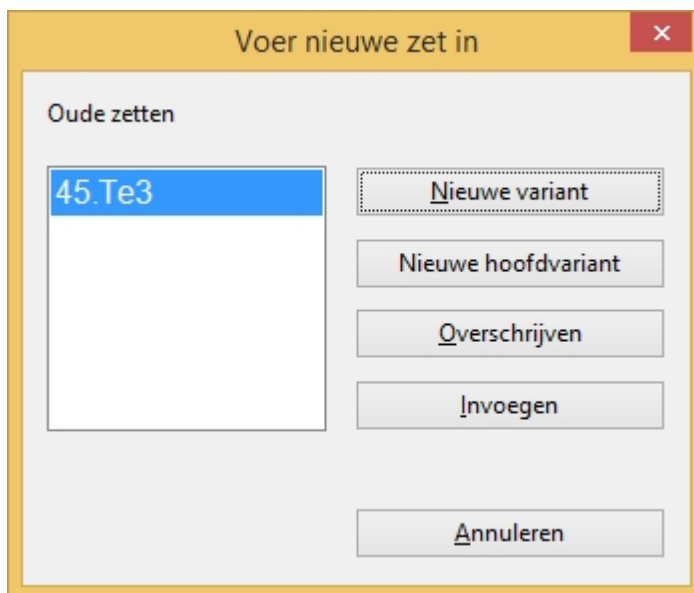 Voer nieuwe zet in
Oude zetten
45.Te3
Nieuwe variant
Nieuwe hoofdvariant
Overschrijven
Invoegen
Annuleren